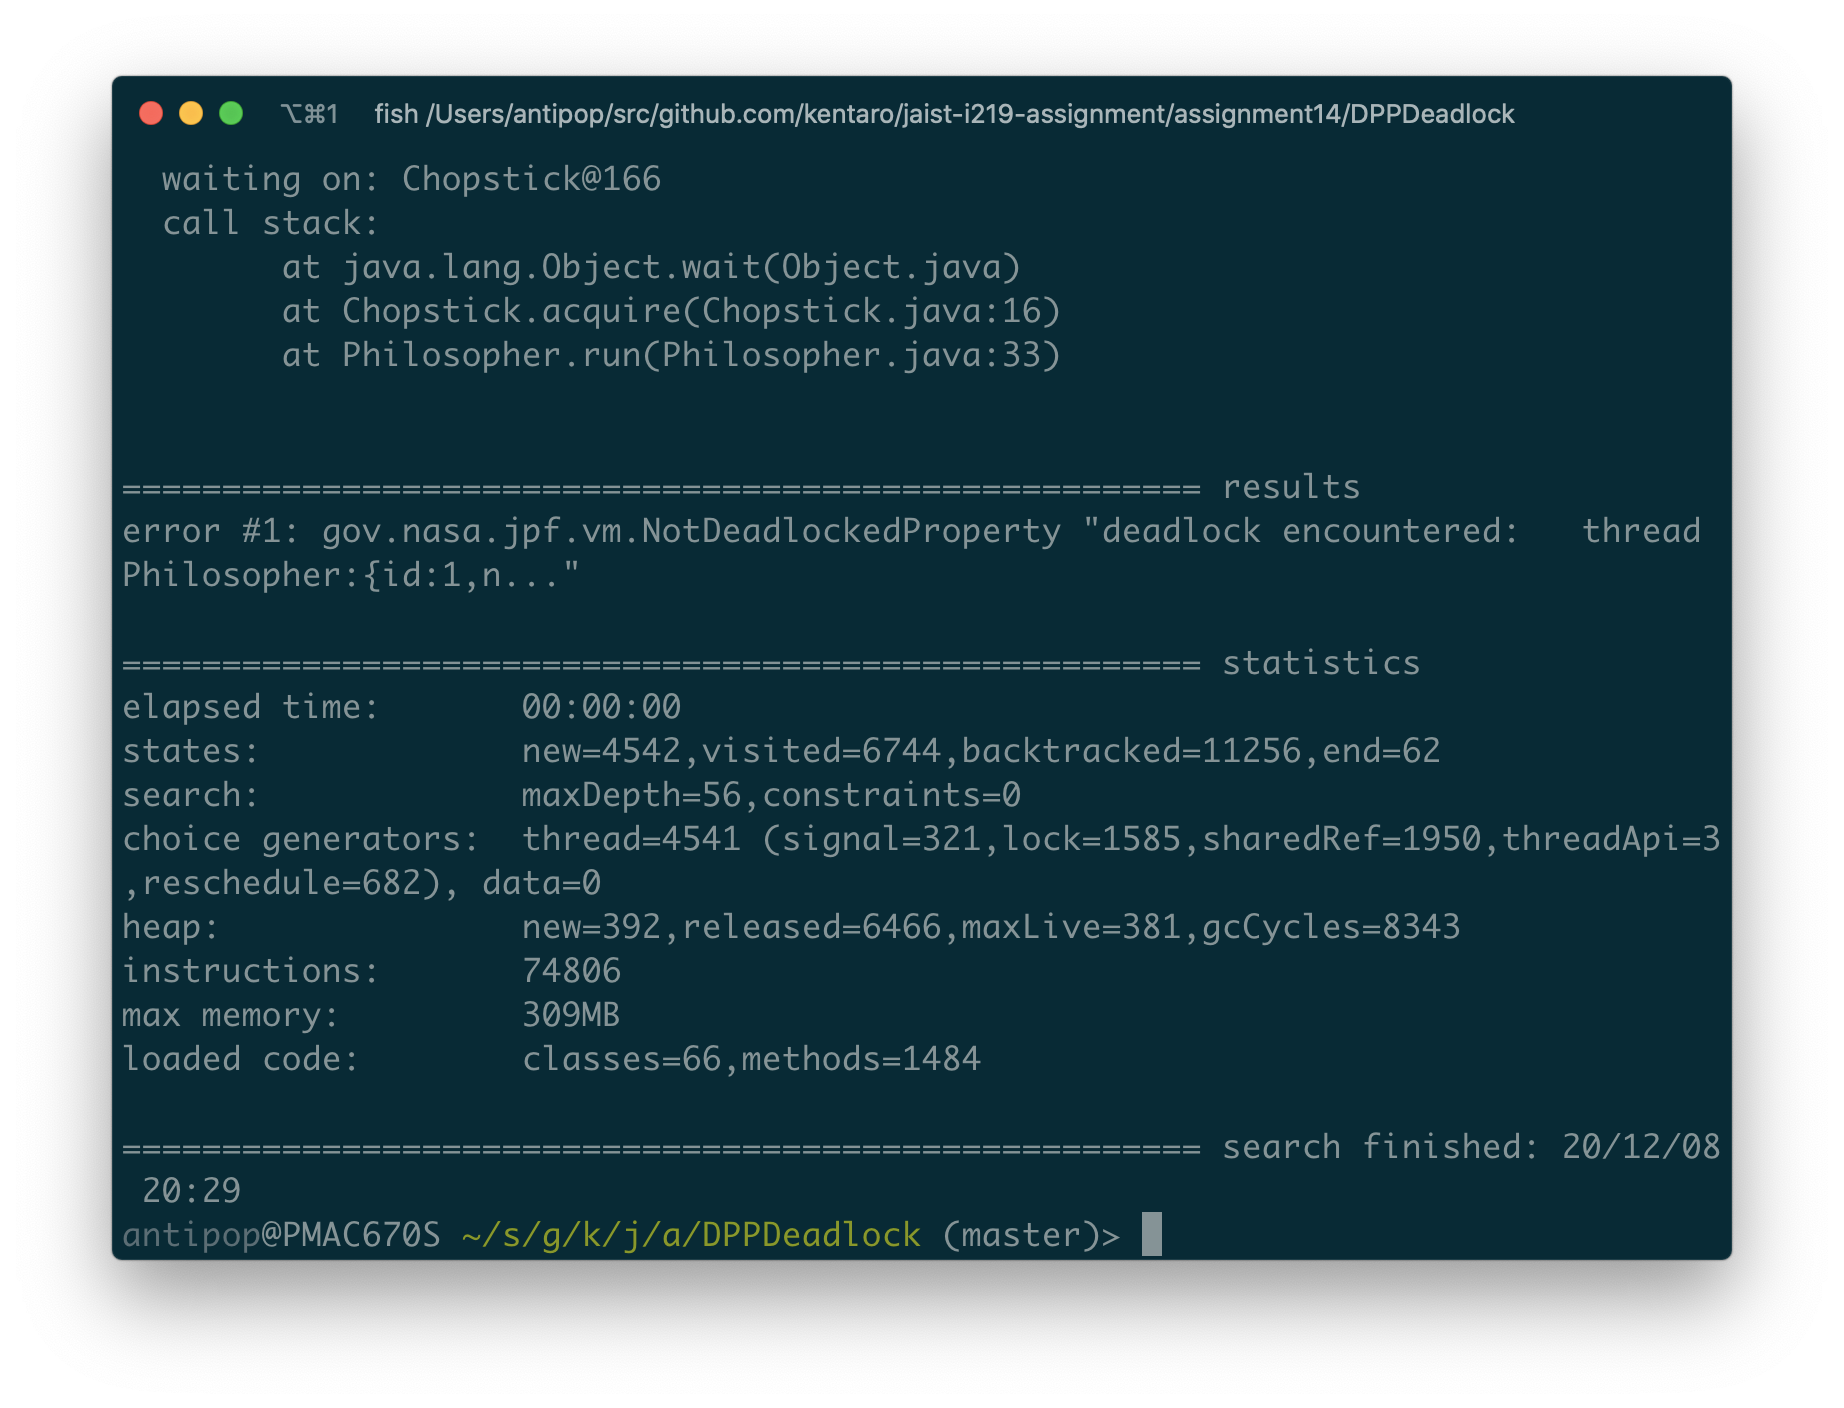 ⌥⌘1 fish /Users/antipop/src/github.com/kentaro/jaist-i219-assignment/assignment14/DPPDeadlock
  waiting on: Chopstick@166
  call stack:
        at java.lang.Object.wait(Object.java)
        at Chopstick.acquire(Chopstick.java:16)
        at Philosopher.run(Philosopher.java:33)
====================================================== results
error #1: gov.nasa.jpf.vm.NotDeadlockedProperty "deadlock encountered:   thread
Philosopher:{id:1,n..."
====================================================== statistics
elapsed time:       00:00:00
states:             new=4542,visited=6744,backtracked=11256,end=62
search:             maxDepth=56,constraints=0
choice generators:  thread=4541 (signal=321,lock=1585,sharedRef=1950,threadApi=3
,reschedule=682), data=0
heap:               new=392,released=6466,maxLive=381,gcCycles=8343
instructions:       74806
max memory:         309MB
loaded code:        classes=66,methods=1484
====================================================== search finished: 20/12/08
 20:29
antipop@PMAC670S ~/s/g/k/j/a/DPPDeadlock (master)>